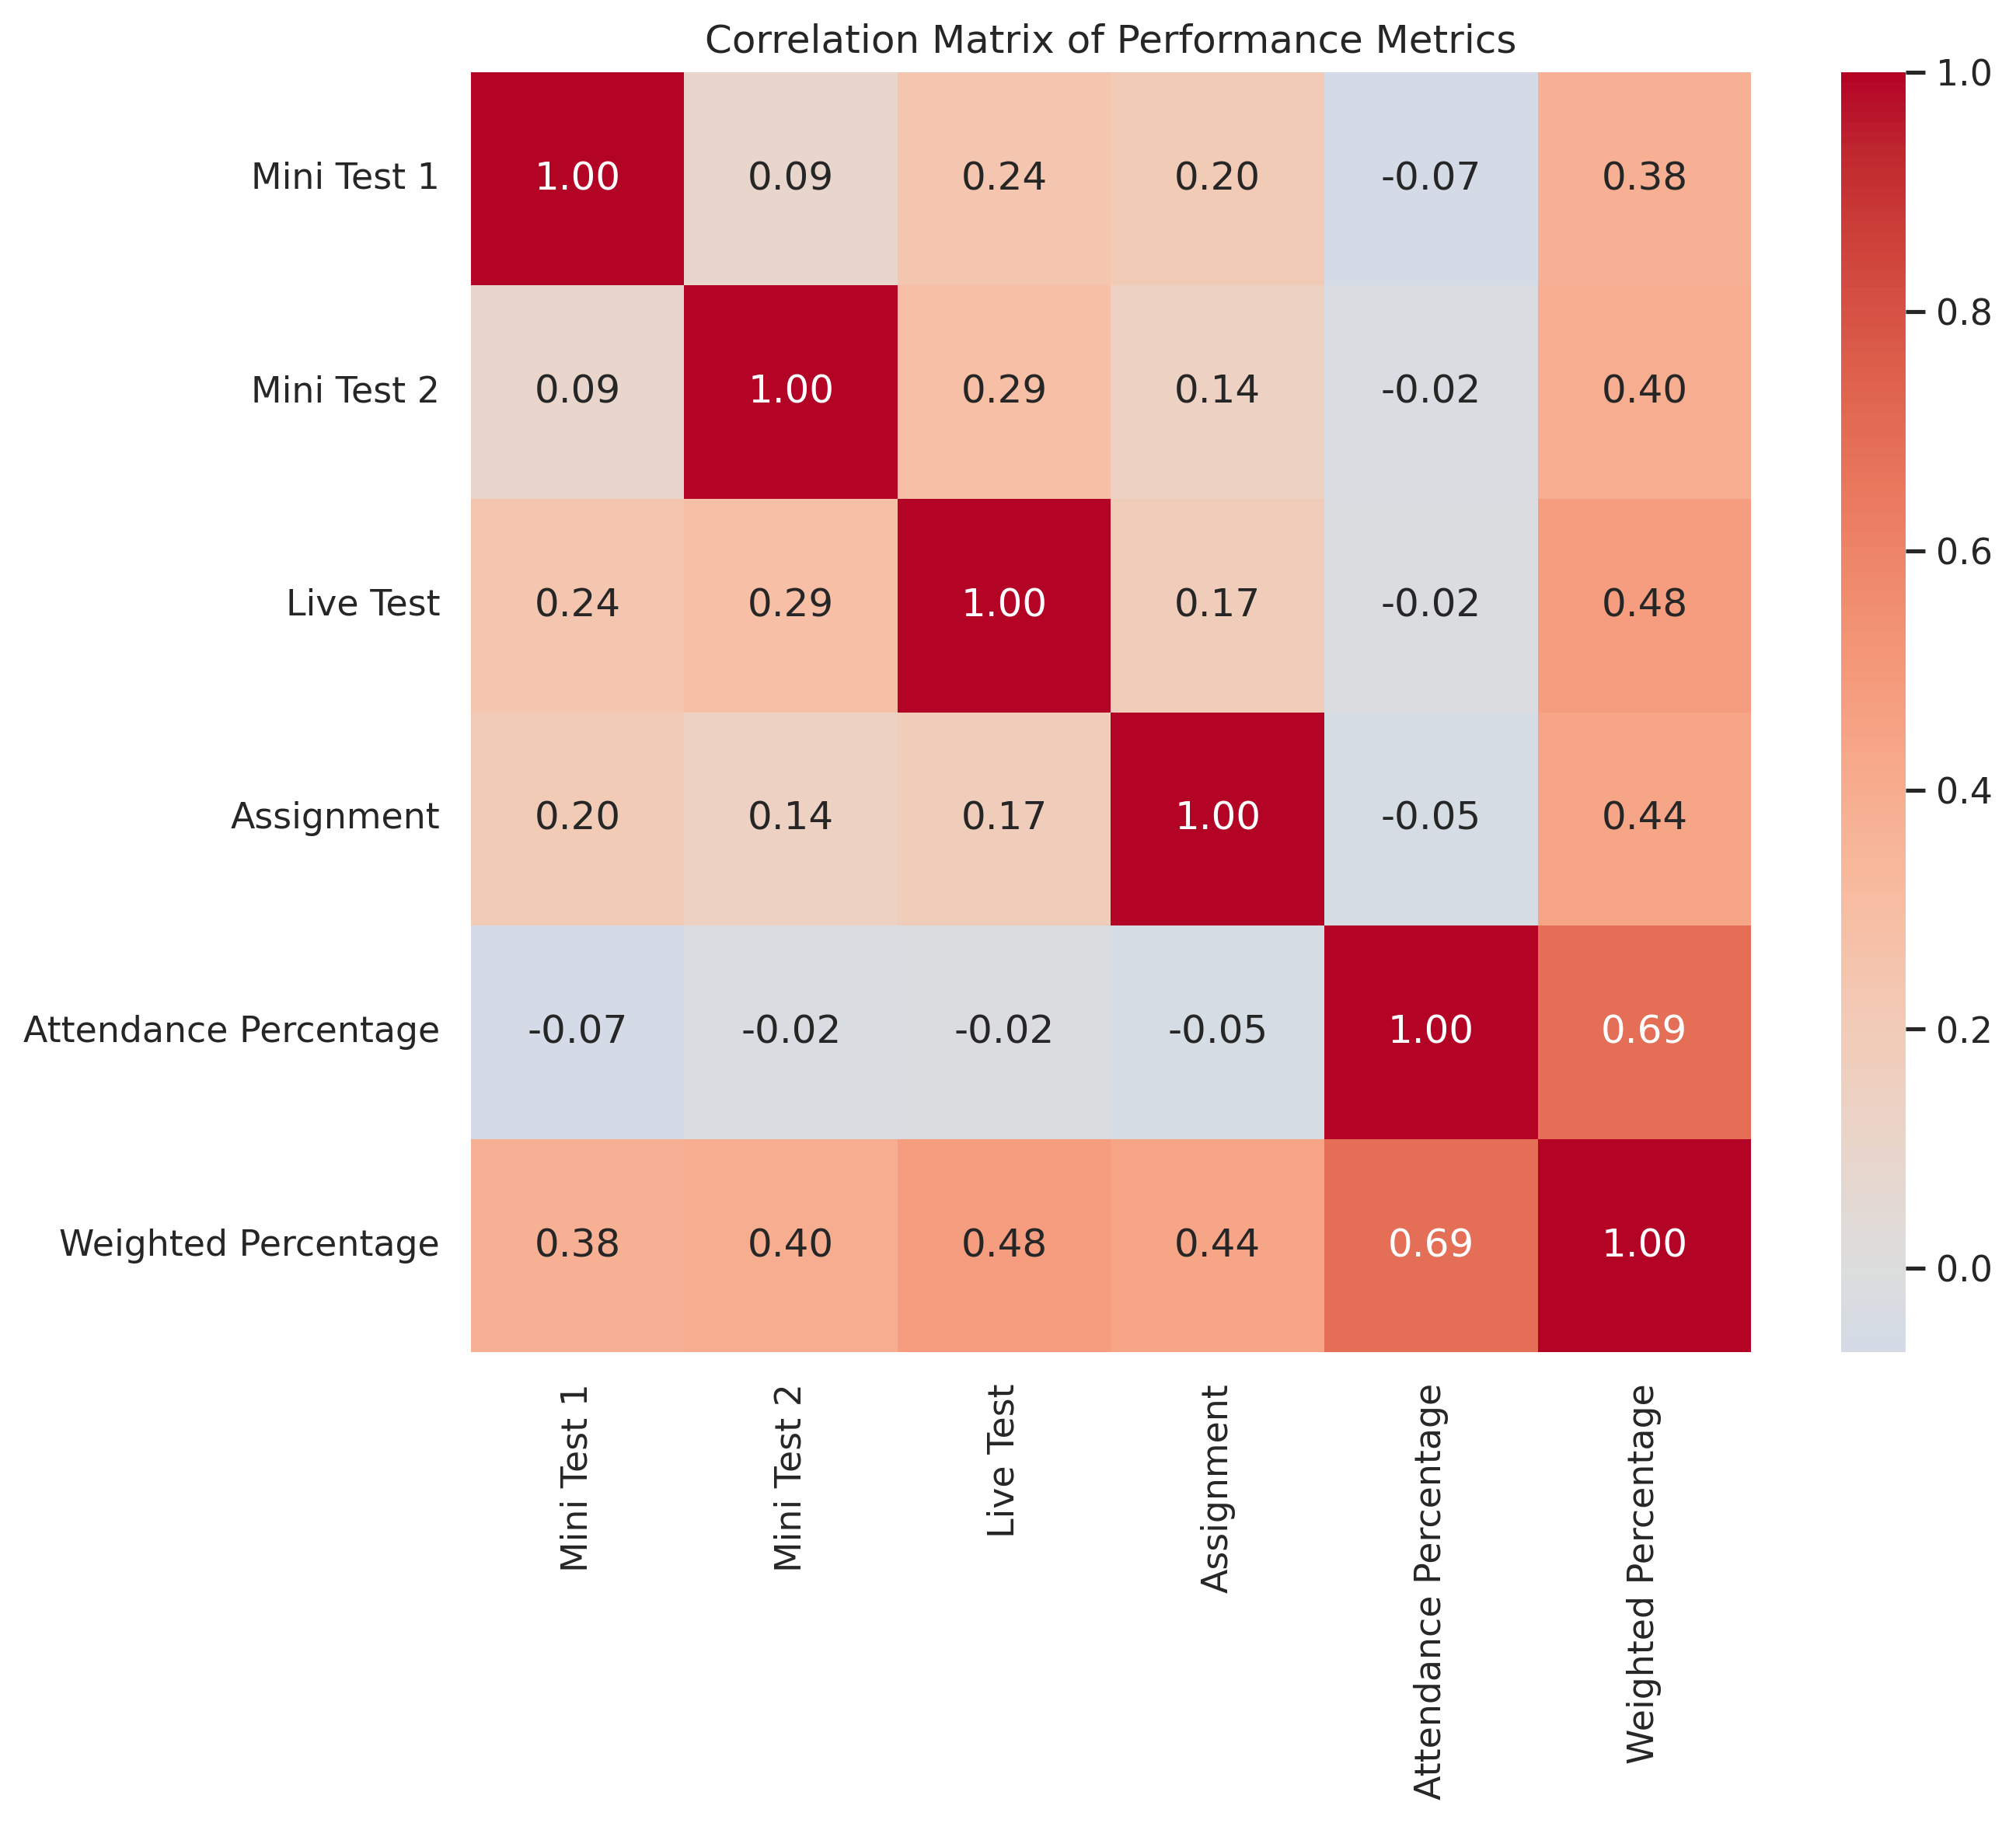 Correlation Matrix of Performance Metrics
Mini Test 1 1.00 0.09 0.24 0.20 -0.07 0.38
Mini Test 2 0.09 1.00 0.29 0.14 -0.02 0.40
Live Test 0.24 0.29 1.00 0.17 -0.02 0.48
Assignment 0.20 0.14 0.17 1.00 -0.05 0.44
Attendance Percentage -0.07 -0.02 -0.02 -0.05 1.00 0.69
Weighted Percentage 0.38 0.40 0.48 0.44 0.69 1.00
Mini Test 1
Mini Test 2
Live Test
Assignment
Attendance Percentage
Weighted Percentage
1.0
0.8
0.6
0.4
0.2
0.0